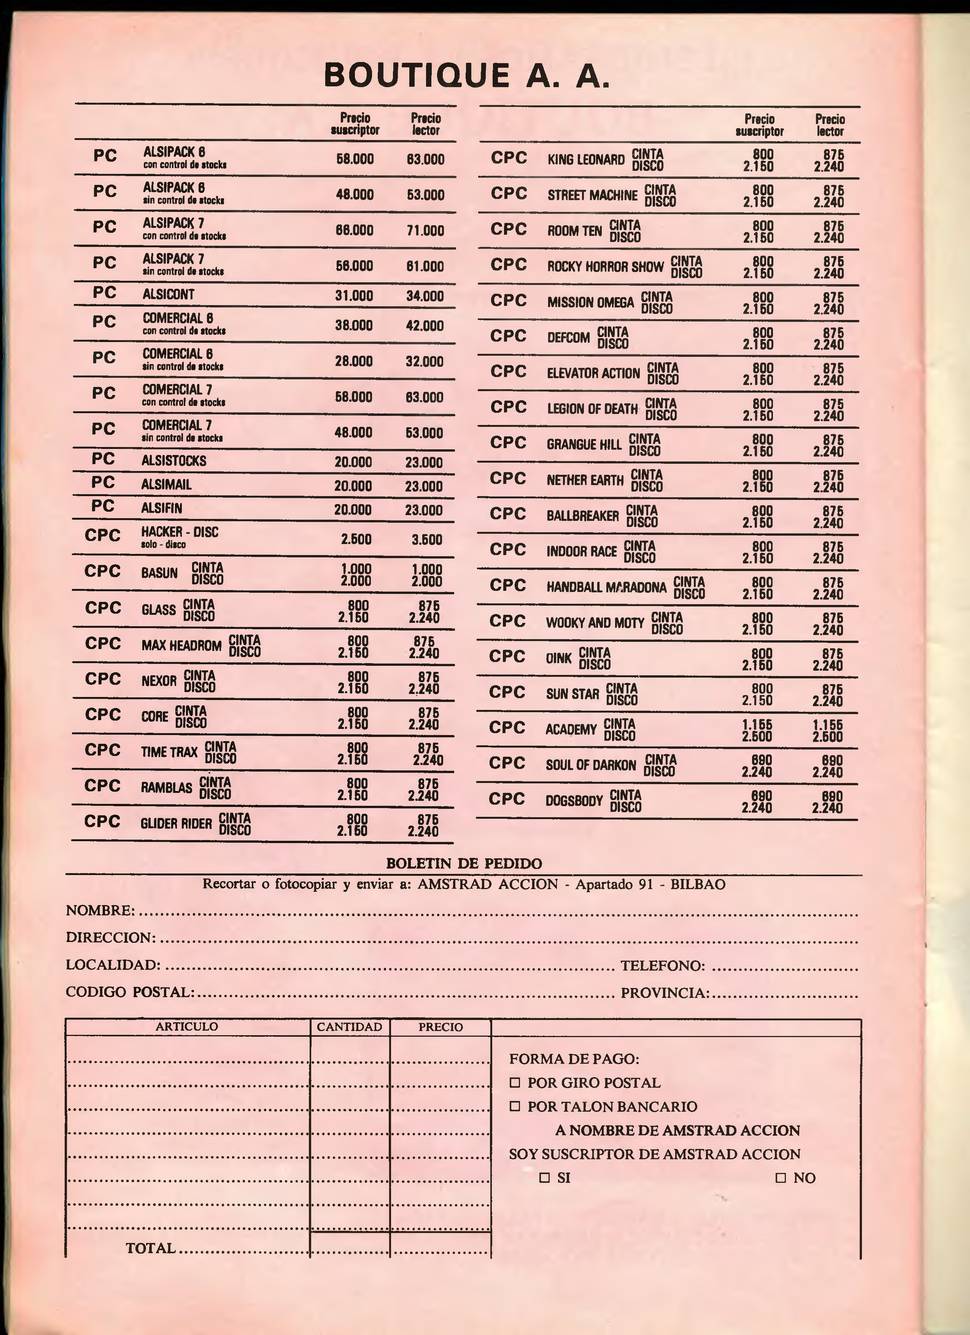 BOUTIQUE A. A.
Precio suscriptor Precio lector
PC ALSIPACK 6 58.000 63.000
con control de stocks
PC ALSIPACK 6 48.000 53.000
sin control de stocks
PC ALSIPACK 7 66.000 71.000
con control de stocks
PC ALSIPACK 7 56.000 61.000
sin control de stocks
PC ALSICONT 31.000 34.000
PC COMERCIAL 6 38.000 42.000
con control de stocks
PC COMERCIAL 6 28.000 32.000
sin control de stocks
PC COMERCIAL 7 58.000 63.000
con control de stocks
PC COMERCIAL 7 48.000 53.000
sin control de stocks
PC ALSISTOCKS 20.000 23.000
PC ALSIMAIL 20.000 23.000
PC ALSIFIN 20.000 23.000
CPC HACKER - DISC 2.500 3.500
solo - disco
CPC BASUN CINTA 1.000 1.000
DISCO 2.000 2.000
CPC GLASS CINTA 800 875
DISCO 2.150 2.240
CPC MAX HEADROM CINTA 800 875
DISCO 2.150 2.240
CPC NEXOR CINTA 800 875
DISCO 2.150 2.240
CPC CORE CINTA 800 875
DISCO 2.150 2.240
CPC TIME TRAX CINTA 800 875
DISCO 2.150 2.240
CPC RAMBLAS CINTA 800 875
DISCO 2.150 2.240
CPC GLIDER RIDER CINTA 800 875
DISCO 2.150 2.240
Precio suscriptor Precio lector
CPC KING LEONARD CINTA 800 875
DISCO 2.150 2.240
CPC STREET MACHINE CINTA 800 875
DISCO 2.150 2.240
CPC ROOM TEN CINTA 800 875
DISCO 2.150 2.240
CPC ROCKY HORROR SHOW CINTA 800 875
DISCO 2.150 2.240
CPC MISSION OMEGA CINTA 800 875
DISCO 2.150 2.240
CPC DEFCOM CINTA 800 875
DISCO 2.150 2.240
CPC ELEVATOR ACTION CINTA 800 875
DISCO 2.150 2.240
CPC LEGION OF DEATH CINTA 800 875
DISCO 2.150 2.240
CPC GRANGUE HILL CINTA 800 875
DISCO 2.150 2.240
CPC NETHER EARTH CINTA 800 875
DISCO 2.150 2.240
CPC BALLBREAKER CINTA 800 875
DISCO 2.150 2.240
CPC INDOOR RACE CINTA 800 875
DISCO 2.150 2.240
CPC HANDBALL MARADONA CINTA 800 875
DISCO 2.150 2.240
CPC WOOKY AND MOTY CINTA 800 875
DISCO 2.150 2.240
CPC OINK CINTA 800 875
DISCO 2.150 2.240
CPC SUN STAR CINTA 800 875
DISCO 2.150 2.240
CPC ACADEMY CINTA 1.155 1.155
DISCO 2.500 2.500
CPC SOUL OF DARKON CINTA 690 690
DISCO 2.240 2.240
CPC DOGSBODY CINTA 690 690
DISCO 2.240 2.240
BOLETIN DE PEDIDO
Recortar o fotocopiar y enviar a: AMSTRAD ACCION - Apartado 91 - BILBAO
NOMBRE:
DIRECCION:
LOCALIDAD: TELEFONO:
CODIGO POSTAL: PROVINCIA:
ARTICULO CANTIDAD PRECIO
FORMA DE PAGO:
□ POR GIRO POSTAL
□ POR TALON BANCARIO
A NOMBRE DE AMSTRAD ACCION
SOY SUSCRIPTOR DE AMSTRAD ACCION
□ SI □ NO
TOTAL